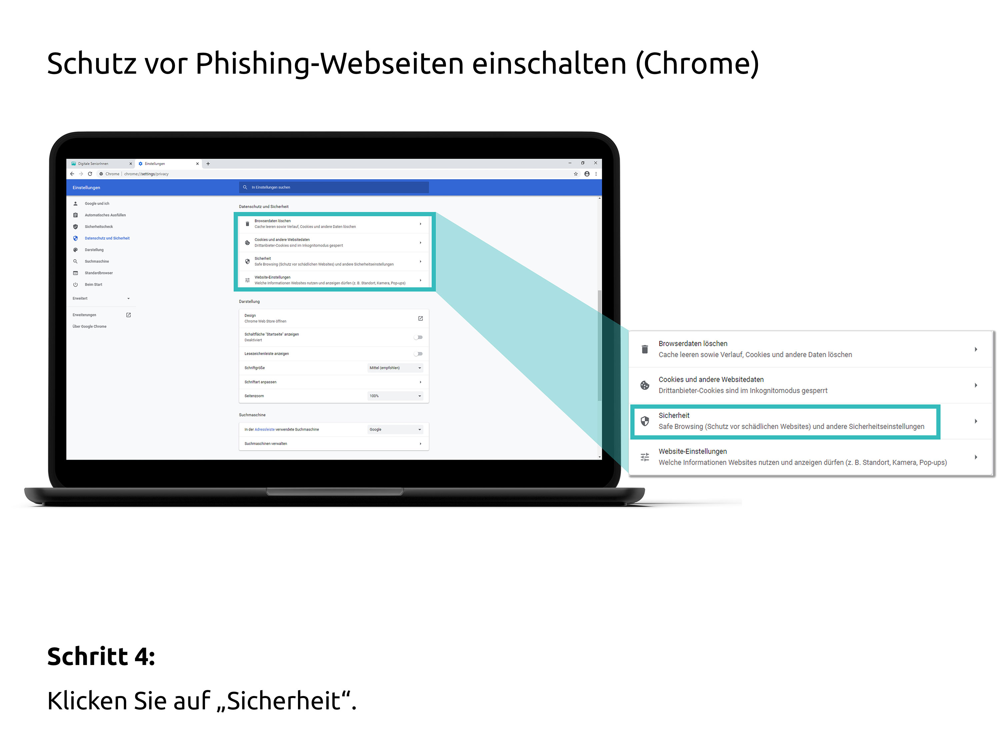 Schutz vor Phishing-Webseiten einschalten (Chrome)
Digitale SeniorInnen
Einstellungen
Chrome | chrome://settings/privacy
Einstellungen
In Einstellungen suchen
Google und ich
Automatisches Ausfüllen
Sicherheitscheck
Datenschutz und Sicherheit
Darstellung
Suchmaschine
Standardbrowser
Beim Start
Erweitert
Erweiterungen
Über Google Chrome
Datenschutz und Sicherheit
Browserdaten löschen
Cache leeren sowie Verlauf, Cookies und andere Daten löschen
Cookies und andere Websitedaten
Drittanbieter-Cookies sind im Inkognitomodus gesperrt
Sicherheit
Safe Browsing (Schutz vor schädlichen Websites) und andere Sicherheitseinstellungen
Website-Einstellungen
Welche Informationen Websites nutzen und anzeigen dürfen (z. B. Standort, Kamera, Pop-ups)
Darstellung
Design
Chrome Web Store öffnen
Schaltfläche "Startseite" anzeigen
Deaktiviert
Lesezeichenleiste anzeigen
Schriftgröße
Mittel (empfohlen)
Schriftart anpassen
Seitenzoom
100%
Suchmaschine
In der Adressleiste verwendete Suchmaschine
Google
Suchmaschinen verwalten
Browserdaten löschen
Cache leeren sowie Verlauf, Cookies und andere Daten löschen
Cookies und andere Websitedaten
Drittanbieter-Cookies sind im Inkognitomodus gesperrt
Sicherheit
Safe Browsing (Schutz vor schädlichen Websites) und andere Sicherheitseinstellungen
Website-Einstellungen
Welche Informationen Websites nutzen und anzeigen dürfen (z. B. Standort, Kamera, Pop-ups)
Schritt 4:
Klicken Sie auf „Sicherheit“.